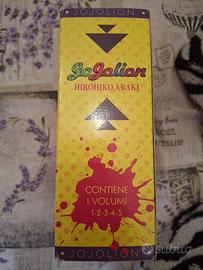 JOJOLION
JoJolion
HIROHIKO ARAKI
CONTIENE
I VOLUMI
1-2-3-4-5
JOJOLION
subito